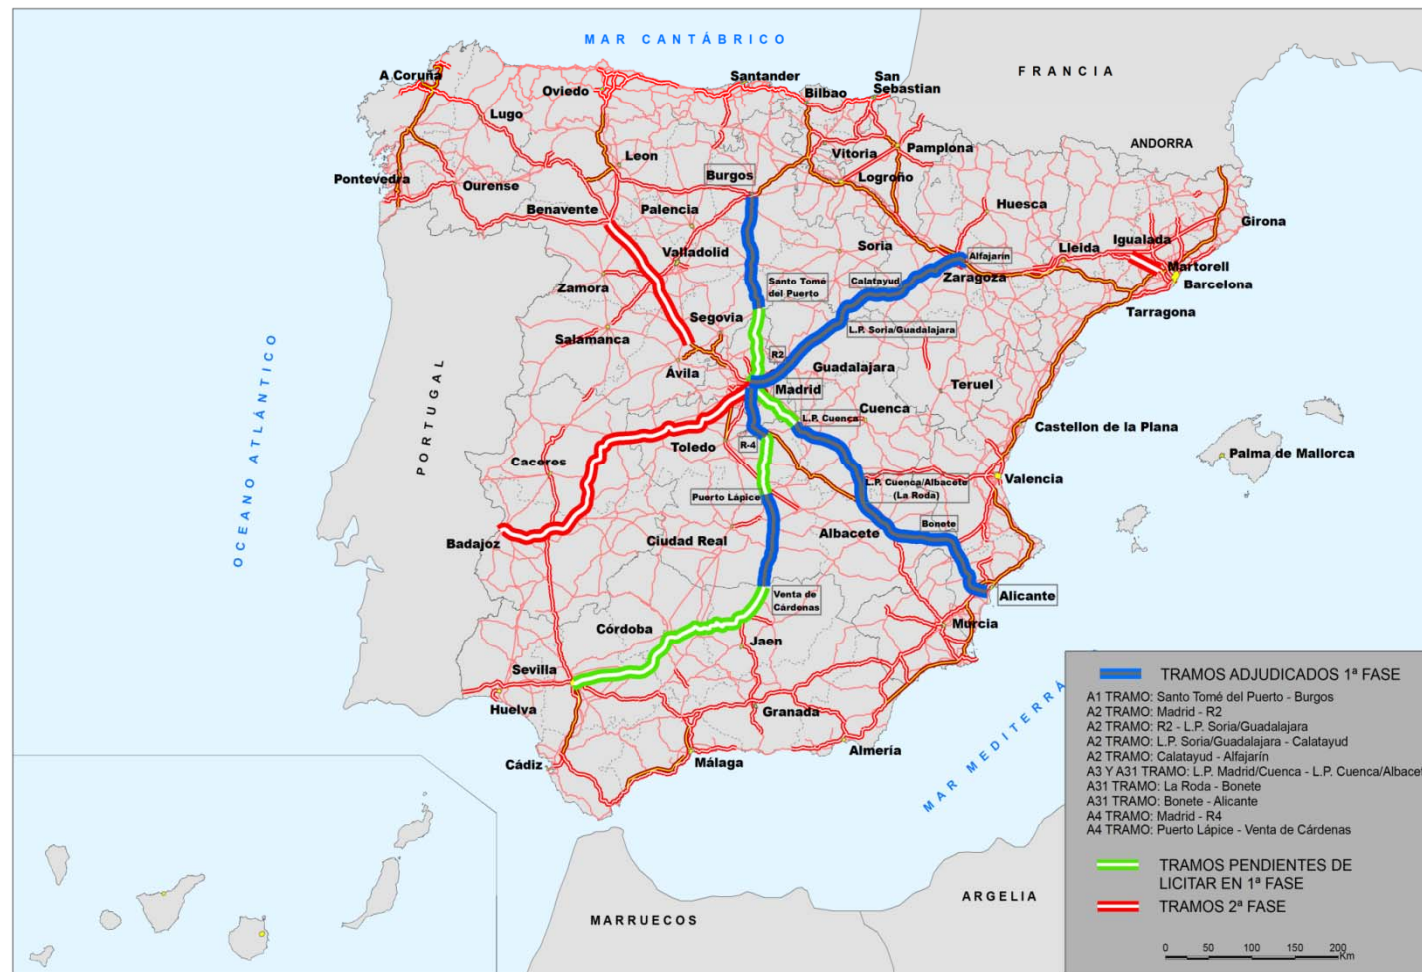 MAR CANTÁBRICO
FRANCIA
ANDORRA
A Coruña
Oviedo
Santander
Bilbao
San
Sebastian
Lugo
Leon
Vitoria
Pamplona
Pontevedra
Ourense
Burgos
Logroño
Benavente
Palencia
Huesca
Girona
Valladolid
Soria
Alfajarín
Lleida
Igualada
Martorell
Barcelona
Zamora
Santo Tomé
del Puerto
Calatayud
Zaragoza
Tarragona
Segovia
Salamanca
L.P. Soria/Guadalajara
R2
Ávila
Guadalajara
Madrid
Teruel
L.P. Cuenca
Cuenca
Castellon de la Plana
OCEANO ATLÁNTICO
PORTUGAL
R-4
Toledo
Caceres
Palma de Mallorca
Valencia
L.P. Cuenca/Albacete
(La Roda)
Puerto Lápice
Bonete
Badajoz
Ciudad Real
Albacete
Venta de
Cárdenas
Alicante
Córdoba
Murcia
Jaen
Sevilla
Huelva
Granada
Almería
Cádiz
Málaga
MAR MEDITERRÁ
MARRUECOS
ARGELIA
TRAMOS ADJUDICADOS 1ª FASE
A1 TRAMO: Santo Tomé del Puerto - Burgos
A2 TRAMO: Madrid - R2
A2 TRAMO: R2 - L.P. Soria/Guadalajara
A2 TRAMO: L.P. Soria/Guadalajara - Calatayud
A2 TRAMO: Calatayud - Alfajarín
A3 Y A31 TRAMO: L.P. Madrid/Cuenca - L.P. Cuenca/Albacet
A31 TRAMO: La Roda - Bonete
A31 TRAMO: Bonete - Alicante
A4 TRAMO: Madrid - R4
A4 TRAMO: Puerto Lápice - Venta de Cárdenas
TRAMOS PENDIENTES DE
LICITAR EN 1ª FASE
TRAMOS 2ª FASE
0 50 100 150 200
Km